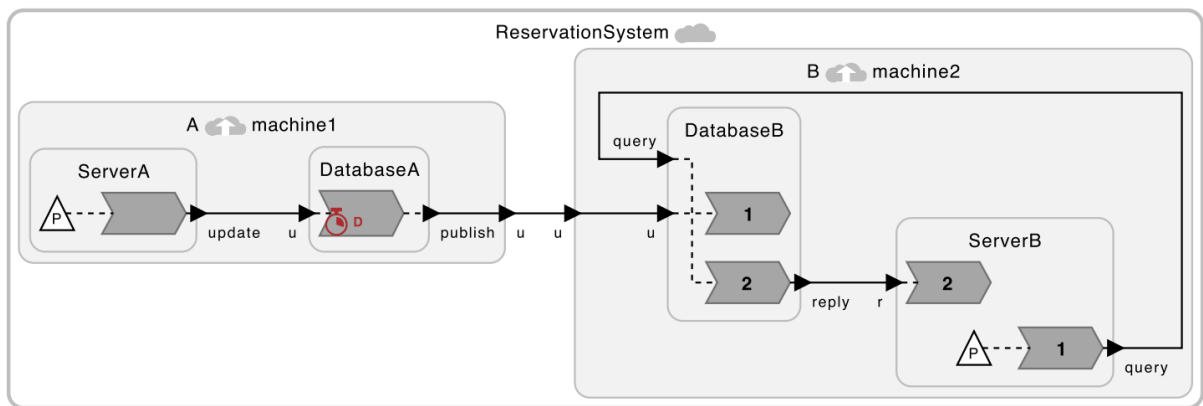 ReservationSystem
B machine2
A machine1
query
DatabaseB
ServerA
DatabaseA
P
D
1
update
u
publish
u
u
u
ServerB
2
2
reply
r
P
1
query